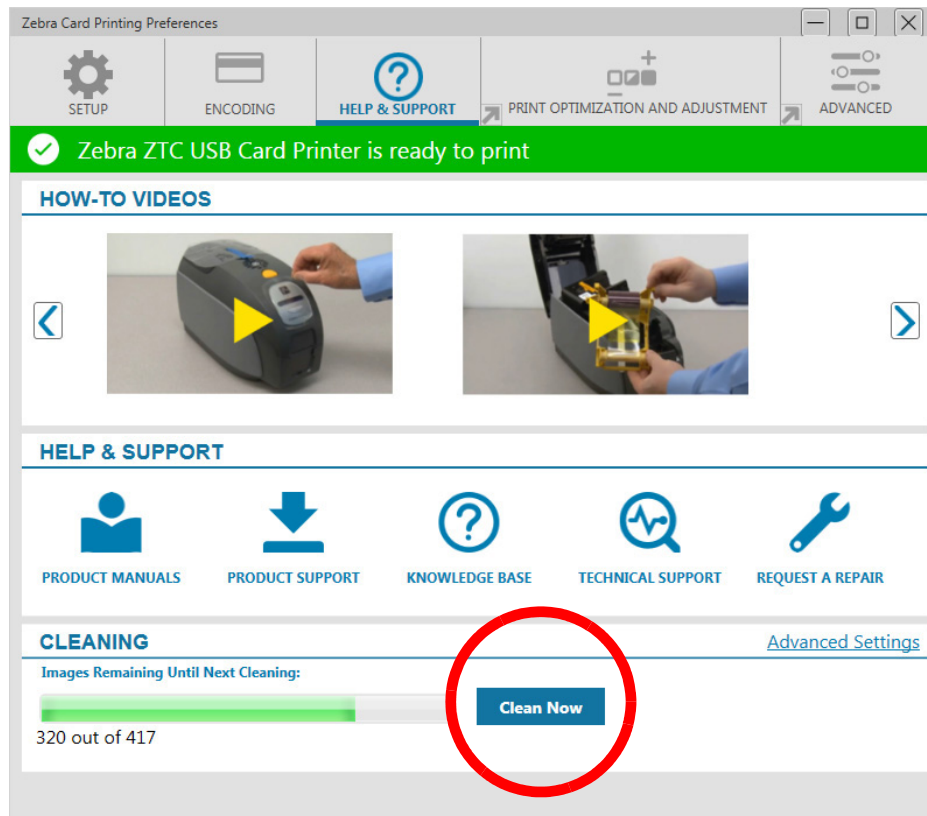 Zebra Card Printing Preferences
SETUP
ENCODING
HELP & SUPPORT
PRINT OPTIMIZATION AND ADJUSTMENT
ADVANCED
Zebra ZTC USB Card Printer is ready to print
HOW-TO VIDEOS
HELP & SUPPORT
PRODUCT MANUALS
PRODUCT SUPPORT
KNOWLEDGE BASE
TECHNICAL SUPPORT
REQUEST A REPAIR
CLEANING
Advanced Settings
Images Remaining Until Next Cleaning:
Clean Now
320 out of 417